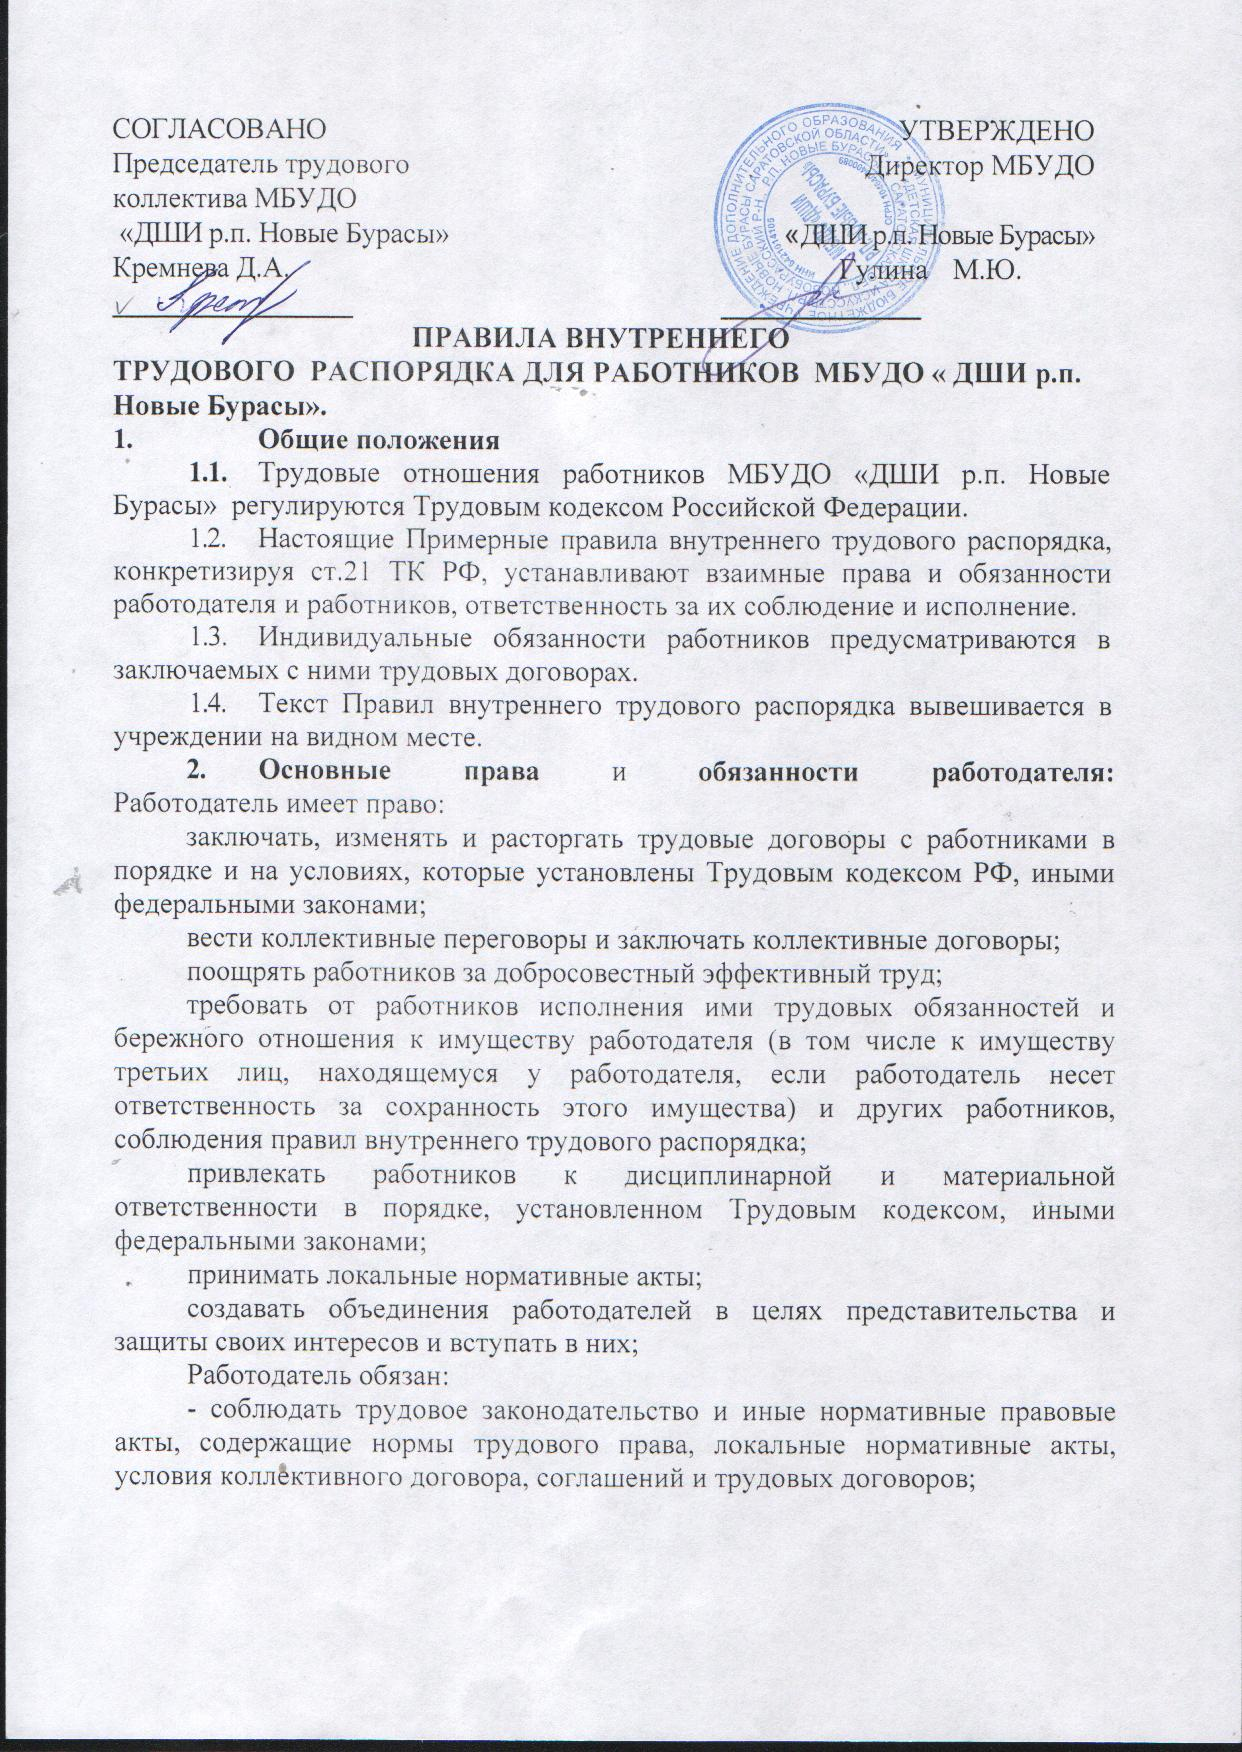 СОГЛАСОВАНО
Председатель трудового
коллектива МБУДО
«ДШИ р.п. Новые Бурасы»
Кремнева Д.А.
УТВЕРЖДЕНО
Директор МБУДО
«ДШИ р.п. Новые Бурасы»
Гулина М.Ю.
ПРАВИЛА ВНУТРЕННЕГО
ТРУДОВОГО РАСПОРЯДКА ДЛЯ РАБОТНИКОВ МБУДО « ДШИ р.п.
Новые Бурасы».
1. Общие положения
1.1. Трудовые отношения работников МБУДО «ДШИ р.п. Новые
Бурасы» регулируются Трудовым кодексом Российской Федерации.
1.2. Настоящие Примерные правила внутреннего трудового распорядка,
конкретизируя ст.21 ТК РФ, устанавливают взаимные права и обязанности
работодателя и работников, ответственность за их соблюдение и исполнение.
1.3. Индивидуальные обязанности работников предусматриваются в
заключаемых с ними трудовых договорах.
1.4. Текст Правил внутреннего трудового распорядка вывешивается в
учреждении на видном месте.
2. Основные права и обязанности работодателя:
Работодатель имеет право:
заключать, изменять и расторгать трудовые договоры с работниками в
порядке и на условиях, которые установлены Трудовым кодексом РФ, иными
федеральными законами;
вести коллективные переговоры и заключать коллективные договоры;
поощрять работников за добросовестный эффективный труд;
требовать от работников исполнения ими трудовых обязанностей и
бережного отношения к имуществу работодателя (в том числе к имуществу
третьих лиц, находящемуся у работодателя, если работодатель несет
ответственность за сохранность этого имущества) и других работников,
соблюдения правил внутреннего трудового распорядка;
привлекать работников к дисциплинарной и материальной
ответственности в порядке, установленном Трудовым кодексом, иными
федеральными законами;
принимать локальные нормативные акты;
создавать объединения работодателей в целях представительства и
защиты своих интересов и вступать в них;
Работодатель обязан:
- соблюдать трудовое законодательство и иные нормативные правовые
акты, содержащие нормы трудового права, локальные нормативные акты,
условия коллективного договора, соглашений и трудовых договоров;